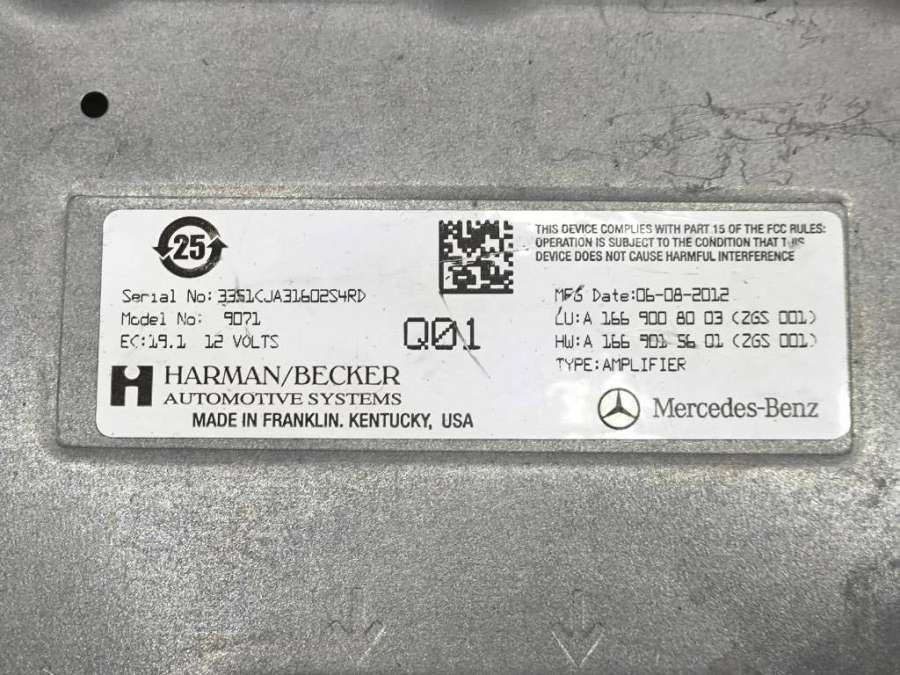 25
THIS DEVICE COMPLIES WITH PART 15 OF THE FCC RULES:
OPERATION IS SUBJECT TO THE CONDITION THAT THIS
DEVICE DOES NOT CAUSE HARMFUL INTERFERENCE
Serial No: 3351CJA31602S4RD
Model No: 9071
EC:19.1 12 VOLTS
Q01
MFG Date:06-08-2012
LU:A 166 900 80 03 (ZGS 001)
HW:A 166 901 56 01 (ZGS 001)
TYPE:AMPLIFIER
HARMAN/BECKER
AUTOMOTIVE SYSTEMS
MADE IN FRANKLIN. KENTUCKY, USA
Mercedes-Benz